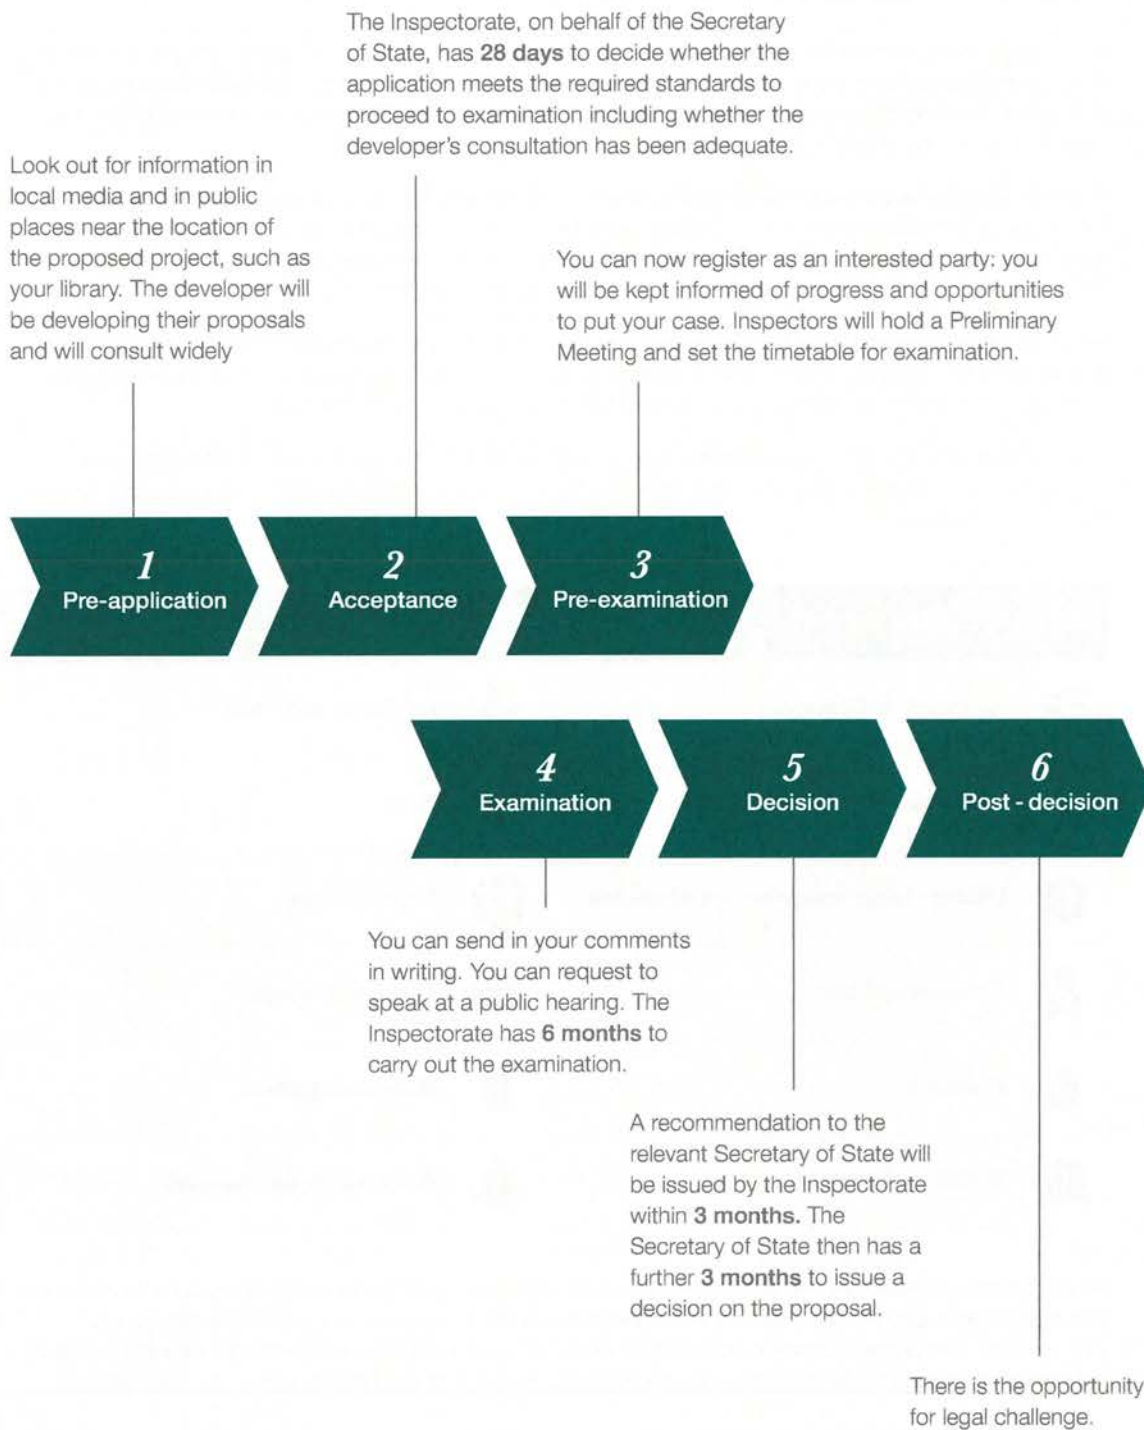 The Inspectorate, on behalf of the Secretary
of State, has 28 days to decide whether the
application meets the required standards to
proceed to examination including whether the
developer's consultation has been adequate.
Look out for information in
local media and in public
places near the location of
the proposed project, such as
your library. The developer will
be developing their proposals
and will consult widely
You can now register as an interested party: you
will be kept informed of progress and opportunities
to put your case. Inspectors will hold a Preliminary
Meeting and set the timetable for examination.
1
Pre-application
2
Acceptance
3
Pre-examination
4
Examination
5
Decision
6
Post - decision
You can send in your comments
in writing. You can request to
speak at a public hearing. The
Inspectorate has 6 months to
carry out the examination.
A recommendation to the
relevant Secretary of State will
be issued by the Inspectorate
within 3 months. The
Secretary of State then has a
further 3 months to issue a
decision on the proposal.
There is the opportunity
for legal challenge.